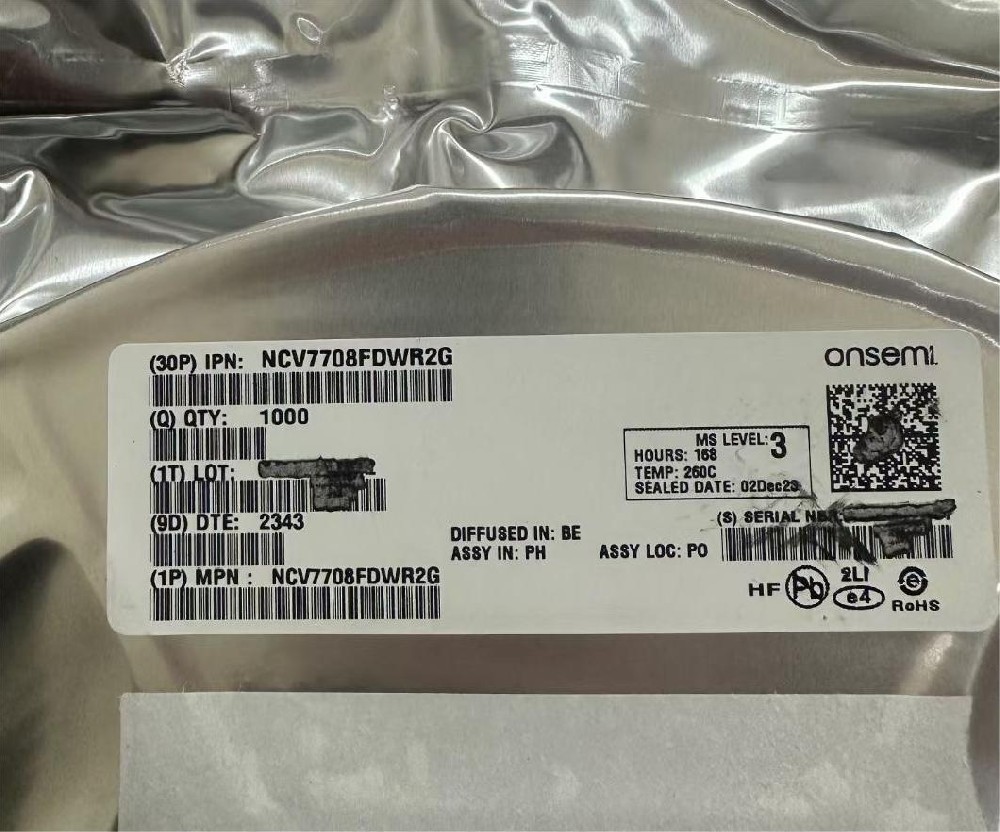 (30P) IPN: NCV7708FDWR2G
onsemi
(Q) QTY: 1000
MS LEVEL: 3
HOURS: 168
TEMP: 260C
SEALED DATE: 02Dec23
(1T) LOT:
(S) SERIAL
(9D) DTE: 2343
DIFFUSED IN: BE
ASSY IN: PH
ASSY LOC: PO
(1P) MPN : NCV7708FDWR2G
HF Pb 2LI e4 e RoHS